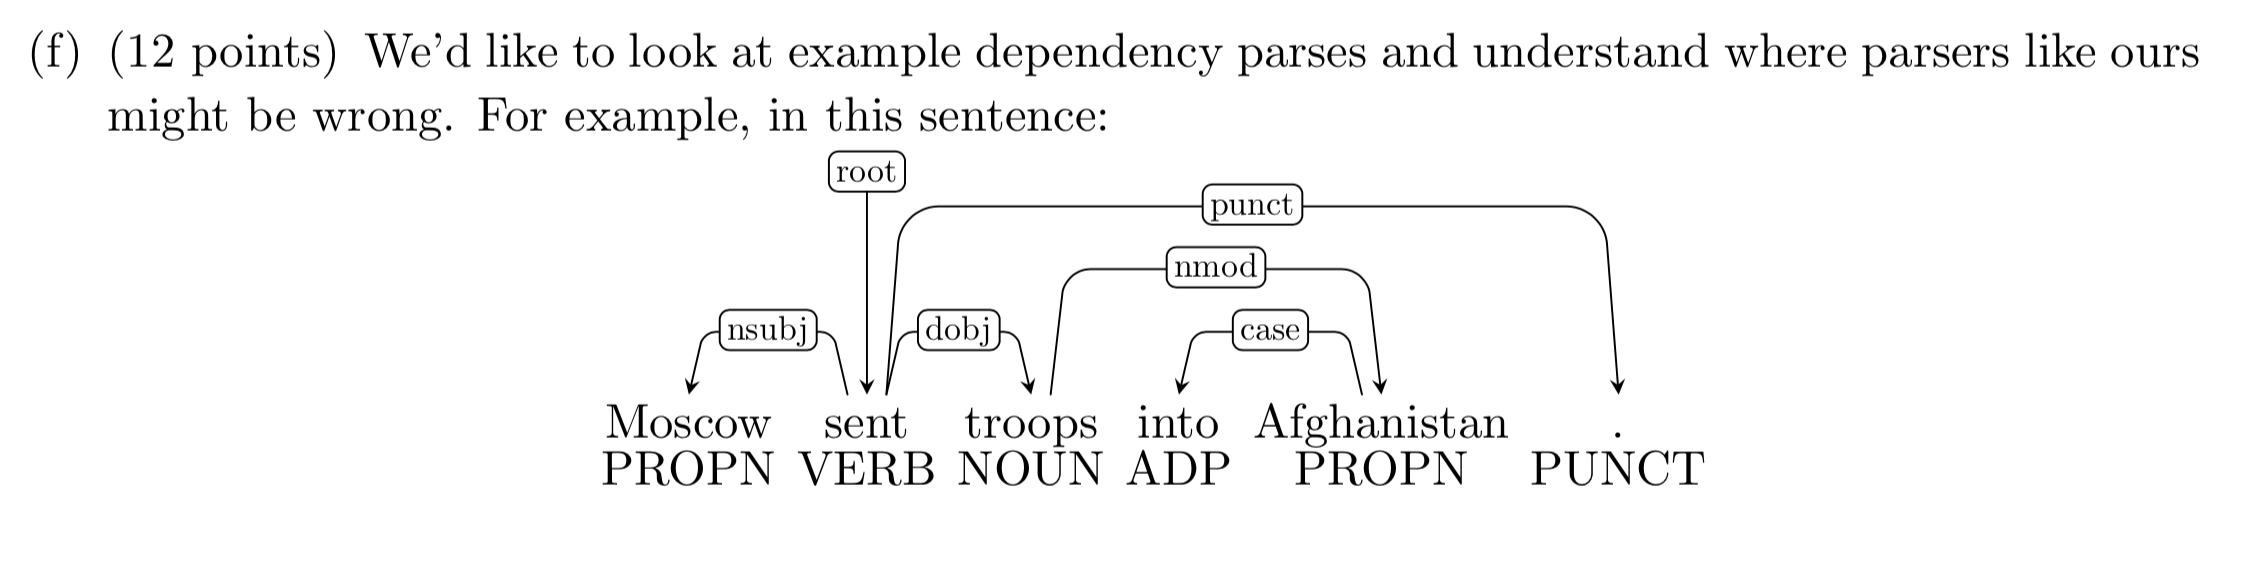 (f) (12 points) We'd like to look at example dependency parses and understand where parsers like ours
might be wrong. For example, in this sentence:
root
punct
nmod
nsubj dobj case
Moscow sent troops into Afghanistan .
PROPN VERB NOUN ADP PROPN PUNCT